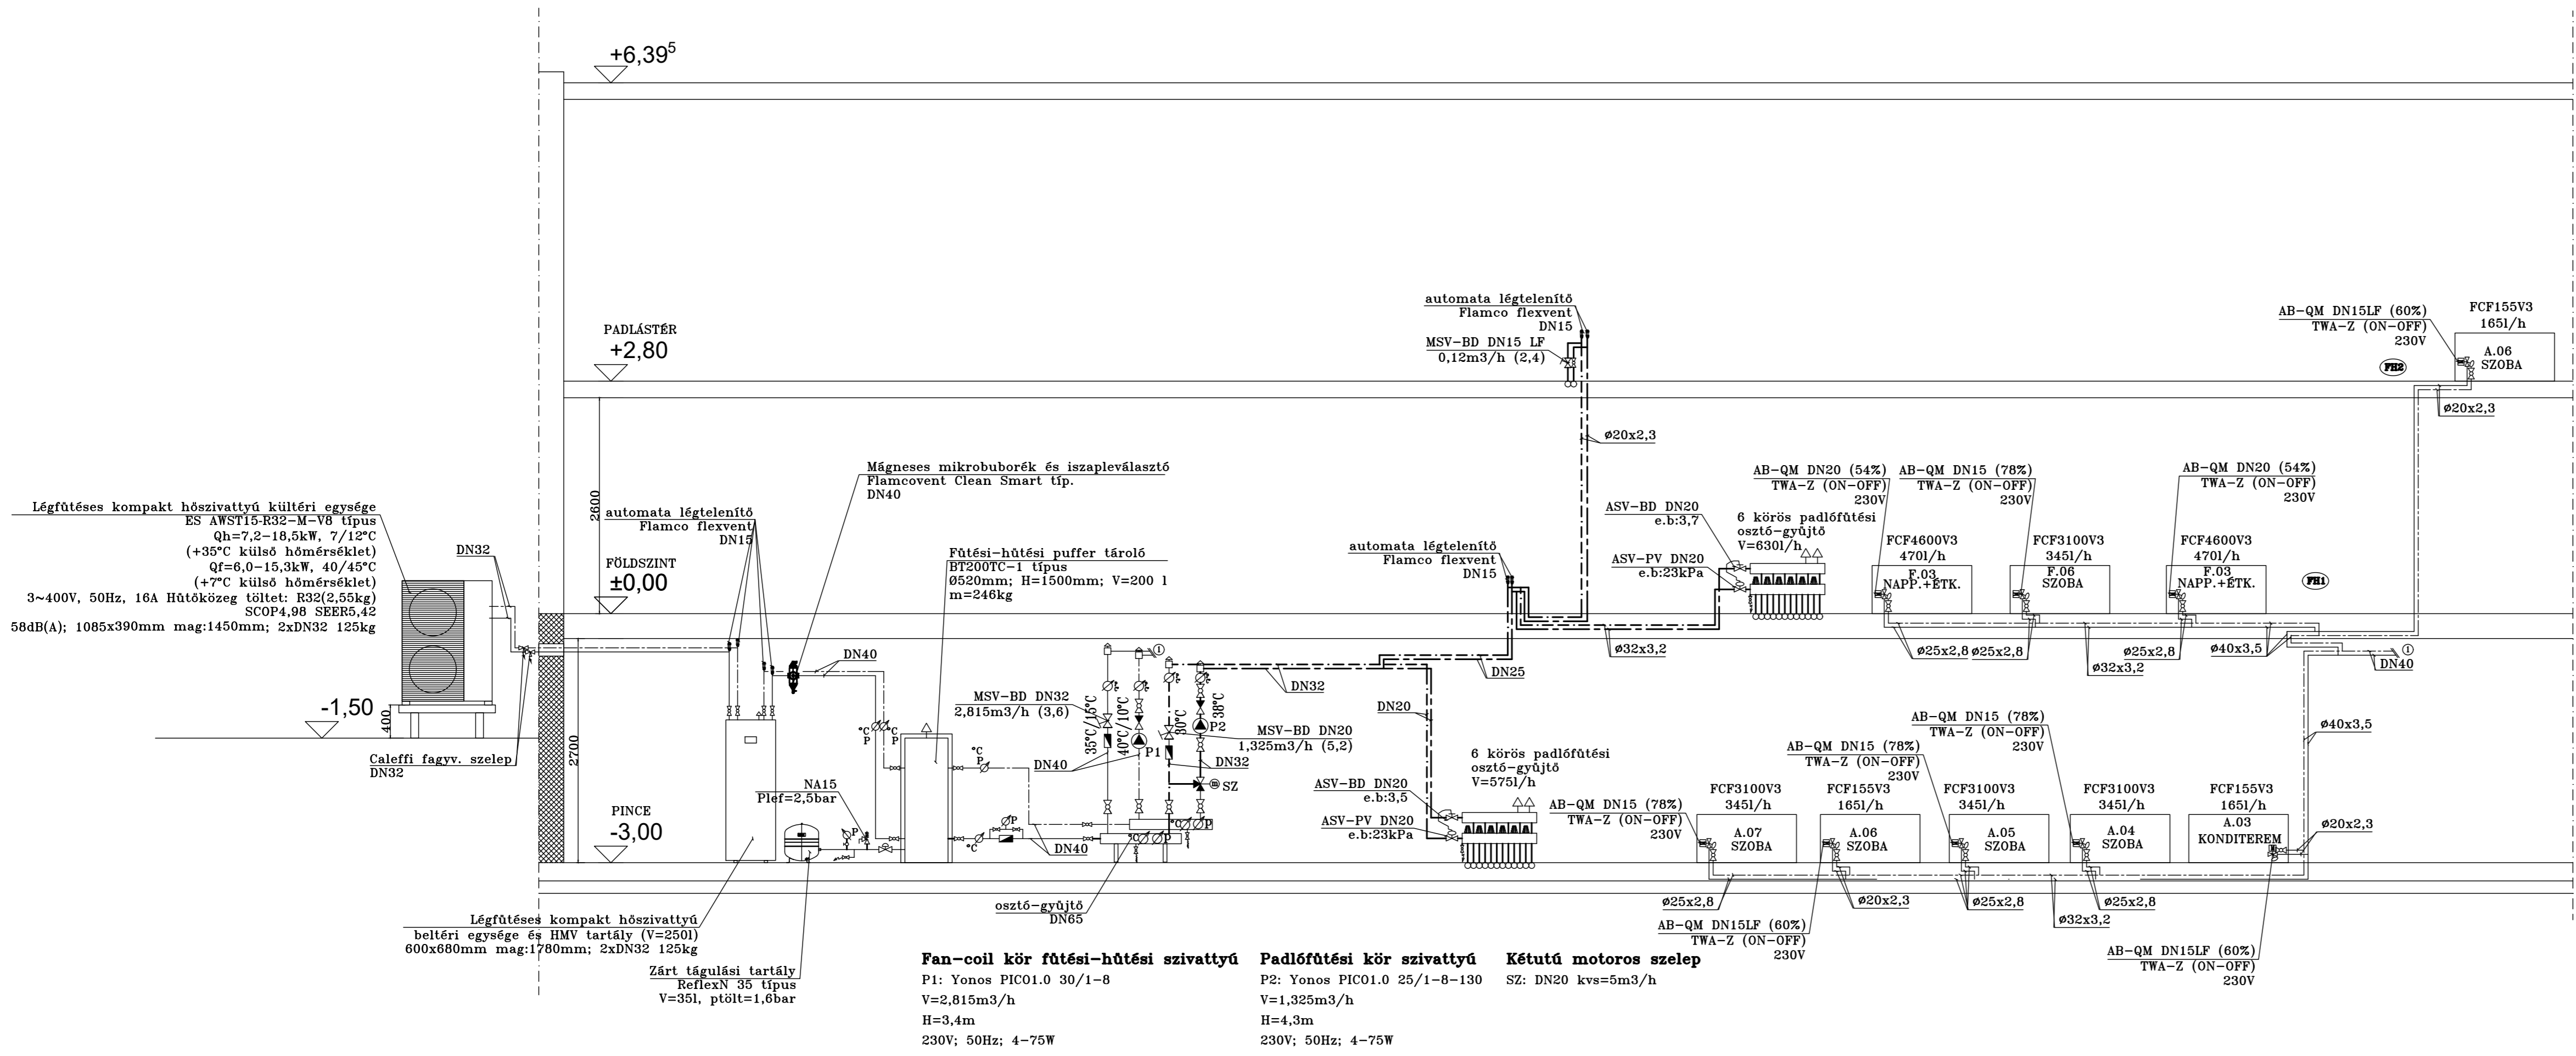 +6,39⁵
PADLÁSTÉR
+2,80
automata légtelenítő
Flamco flexvent
DN15
MSV-BD DN15 LF
0,12m3/h (2,4)
AB-QM DN15LF (60%)
TWA-Z (ON-OFF)
230V
FCF155V3
165l/h
A.06
SZOBA
FH2
ø20x2,3
ø20x2,3
2600
Mágneses mikrobuborék és iszapleválasztó
Flamcovent Clean Smart típ.
DN40
automata légtelenítő
Flamco flexvent
DN15
Légfűtéses kompakt hőszivattyú kültéri egysége
ES AWST15-R32-M-V8 típus
Qh=7,2-18,5kW, 7/12°C
(+35°C külső hőmérséklet)
Qf=6,0-15,3kW, 40/45°C
(+7°C külső hőmérséklet)
3~400V, 50Hz, 16A Hűtőközeg töltet: R32(2,55kg)
SCOP4,98 SEER5,42
58dB(A); 1085x390mm mag:1450mm; 2xDN32 125kg
DN32
FÖLDSZINT
±0,00
Fűtési-hűtési puffer tároló
BT200TC-1 típus
Ø520mm; H=1500mm; V=200 l
m=246kg
automata légtelenítő
Flamco flexvent
DN15
ASV-BD DN20
e.b:3,7
ASV-PV DN20
e.b:23kPa
6 körös padlófűtési
osztó-gyűjtő
V=630l/h
AB-QM DN20 (54%)
TWA-Z (ON-OFF)
230V
AB-QM DN15 (78%)
TWA-Z (ON-OFF)
230V
AB-QM DN20 (54%)
TWA-Z (ON-OFF)
230V
FCF4600V3
470l/h
F.03
NAPP.+ÉTK.
FCF3100V3
345l/h
F.06
SZOBA
FCF4600V3
470l/h
F.03
NAPP.+ÉTK.
FH1
ø32x3,2
ø25x2,8
ø25x2,8
ø32x3,2
ø25x2,8
ø40x3,5
i
DN40
DN40
i
DN32
DN25
DN20
-1,50
400
Caleffi fagyv. szelep
DN32
2700
°C
P
°C
P
°C
P
MSV-BD DN32
2,815m3/h (3,6)
35°C/15°C
40°C/10°C
P1
30°C
38°C
P2
MSV-BD DN20
1,325m3/h (5,2)
DN32
DN40
m SZ
NA15
Plef=2,5bar
P
°C
P
DN40
°C
P
°C
P
PINCE
-3,00
6 körös padlófűtési
osztó-gyűjtő
V=575l/h
ASV-BD DN20
e.b:3,5
ASV-PV DN20
e.b:23kPa
AB-QM DN15 (78%)
TWA-Z (ON-OFF)
230V
AB-QM DN15 (78%)
TWA-Z (ON-OFF)
230V
AB-QM DN15 (78%)
TWA-Z (ON-OFF)
230V
ø40x3,5
FCF3100V3
345l/h
A.07
SZOBA
FCF155V3
165l/h
A.06
SZOBA
FCF3100V3
345l/h
A.05
SZOBA
FCF3100V3
345l/h
A.04
SZOBA
FCF155V3
165l/h
A.03
KONDITEREM
ø20x2,3
ø25x2,8
ø20x2,3
ø25x2,8
ø32x3,2
ø25x2,8
AB-QM DN15LF (60%)
TWA-Z (ON-OFF)
230V
AB-QM DN15LF (60%)
TWA-Z (ON-OFF)
230V
osztó-gyűjtő
DN65
Légfűtéses kompakt hőszivattyú
beltéri egysége és HMV tartály (V=250l)
600x680mm mag:1780mm; 2xDN32 125kg
Zárt tágulási tartály
ReflexN 35 típus
V=35l, ptölt=1,6bar
Fan-coil kör fűtési-hűtési szivattyú
P1: Yonos PICO1.0 30/1-8
V=2,815m3/h
H=3,4m
230V; 50Hz; 4-75W
Padlófűtési kör szivattyú
P2: Yonos PICO1.0 25/1-8-130
V=1,325m3/h
H=4,3m
230V; 50Hz; 4-75W
Kétutú motoros szelep
SZ: DN20 kvs=5m3/h